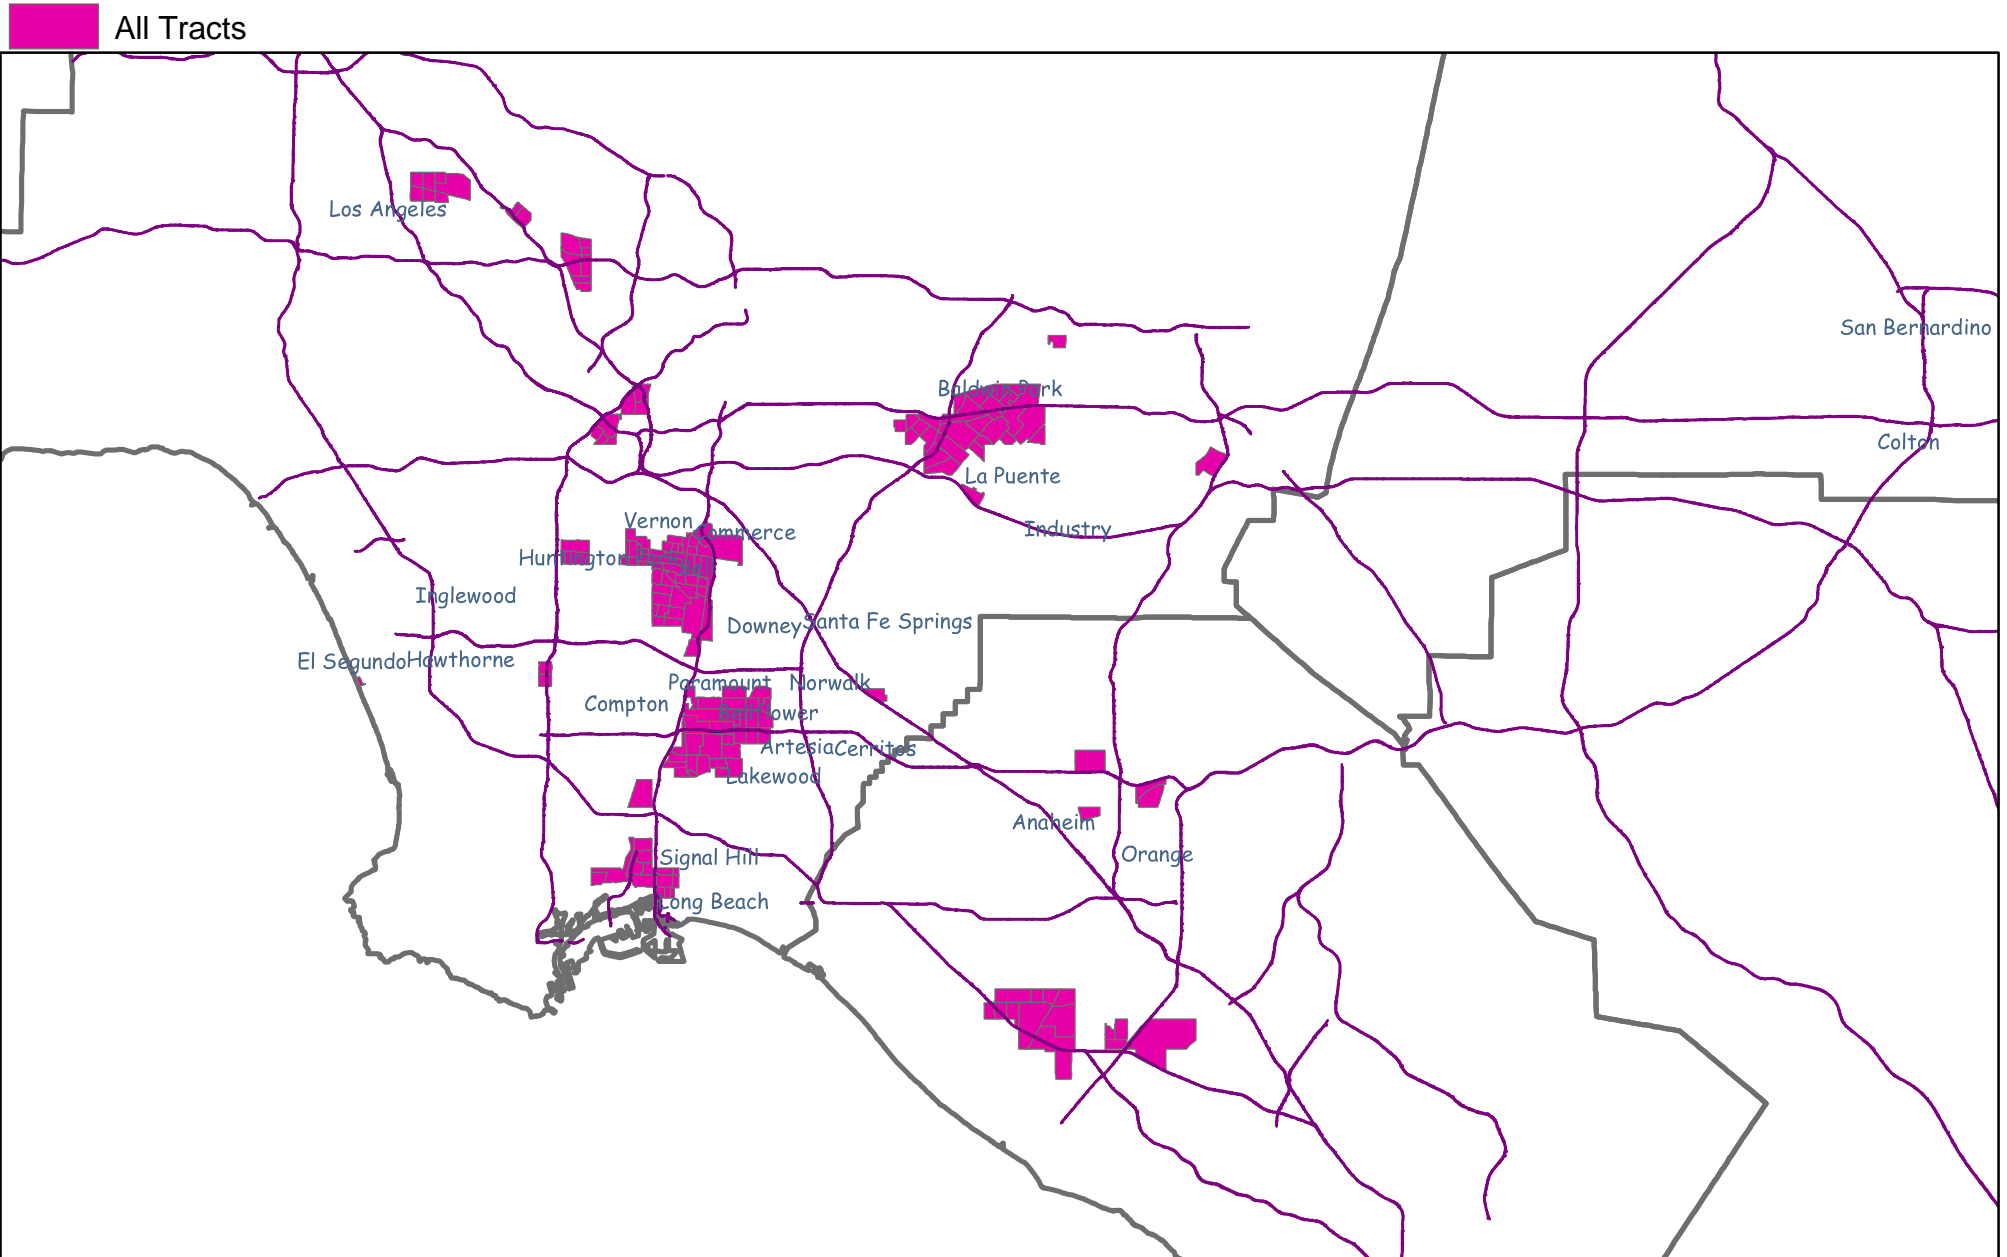 All Tracts
Los Angeles
San Bernardino
Baldwin Park
Colton
La Puente
Vernon
Commerce
Industry
Huntington Park
Inglewood
Downey
Santa Fe Springs
El Segundo
Hawthorne
Paramount
Norwalk
Compton
Bellflower
Artesia
Cerritos
Lakewood
Anaheim
Orange
Signal Hill
Long Beach